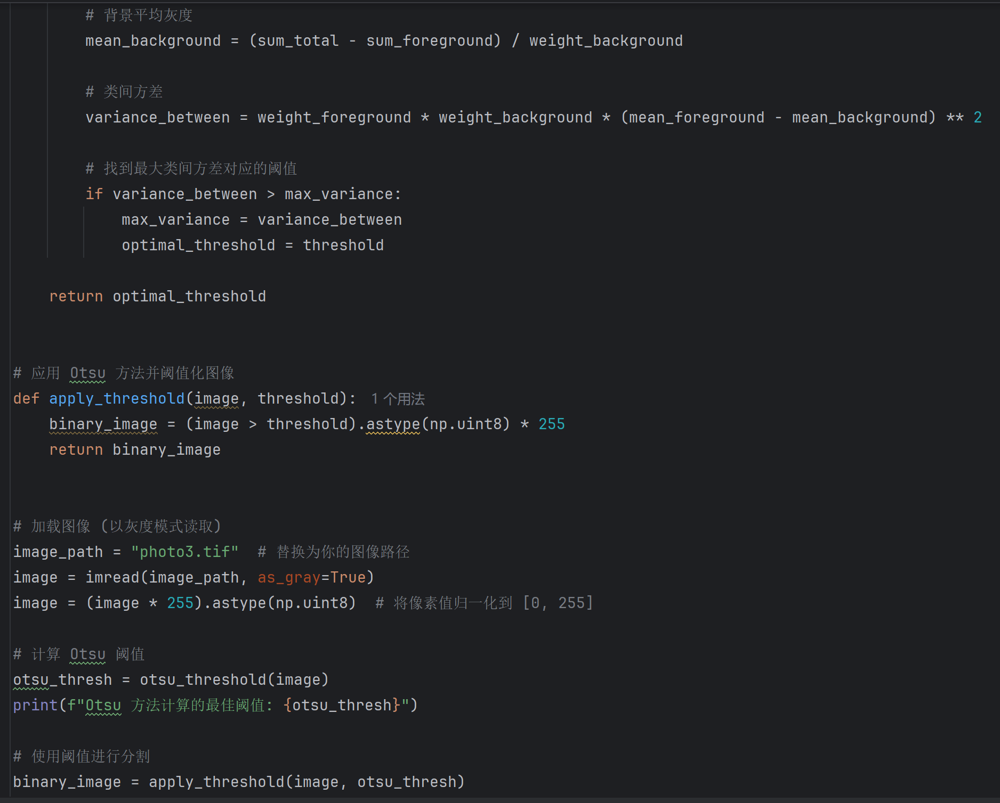 # 背景平均灰度
mean_background = (sum_total - sum_foreground) / weight_background
# 类间方差
variance_between = weight_foreground * weight_background * (mean_foreground - mean_background) ** 2
# 找到最大类间方差对应的阈值
if variance_between > max_variance:
max_variance = variance_between
optimal_threshold = threshold
return optimal_threshold
# 应用 Otsu 方法并阈值化图像
def apply_threshold(image, threshold): 1 个用法
binary_image = (image > threshold).astype(np.uint8) * 255
return binary_image
# 加载图像 (以灰度模式读取)
image_path = "photo3.tif"  # 替换为你的图像路径
image = imread(image_path, as_gray=True)
image = (image * 255).astype(np.uint8)  # 将像素值归一化到 [0, 255]
# 计算 Otsu 阈值
otsu_thresh = otsu_threshold(image)
print(f"Otsu 方法计算的最佳阈值: {otsu_thresh}")
# 使用阈值进行分割
binary_image = apply_threshold(image, otsu_thresh)